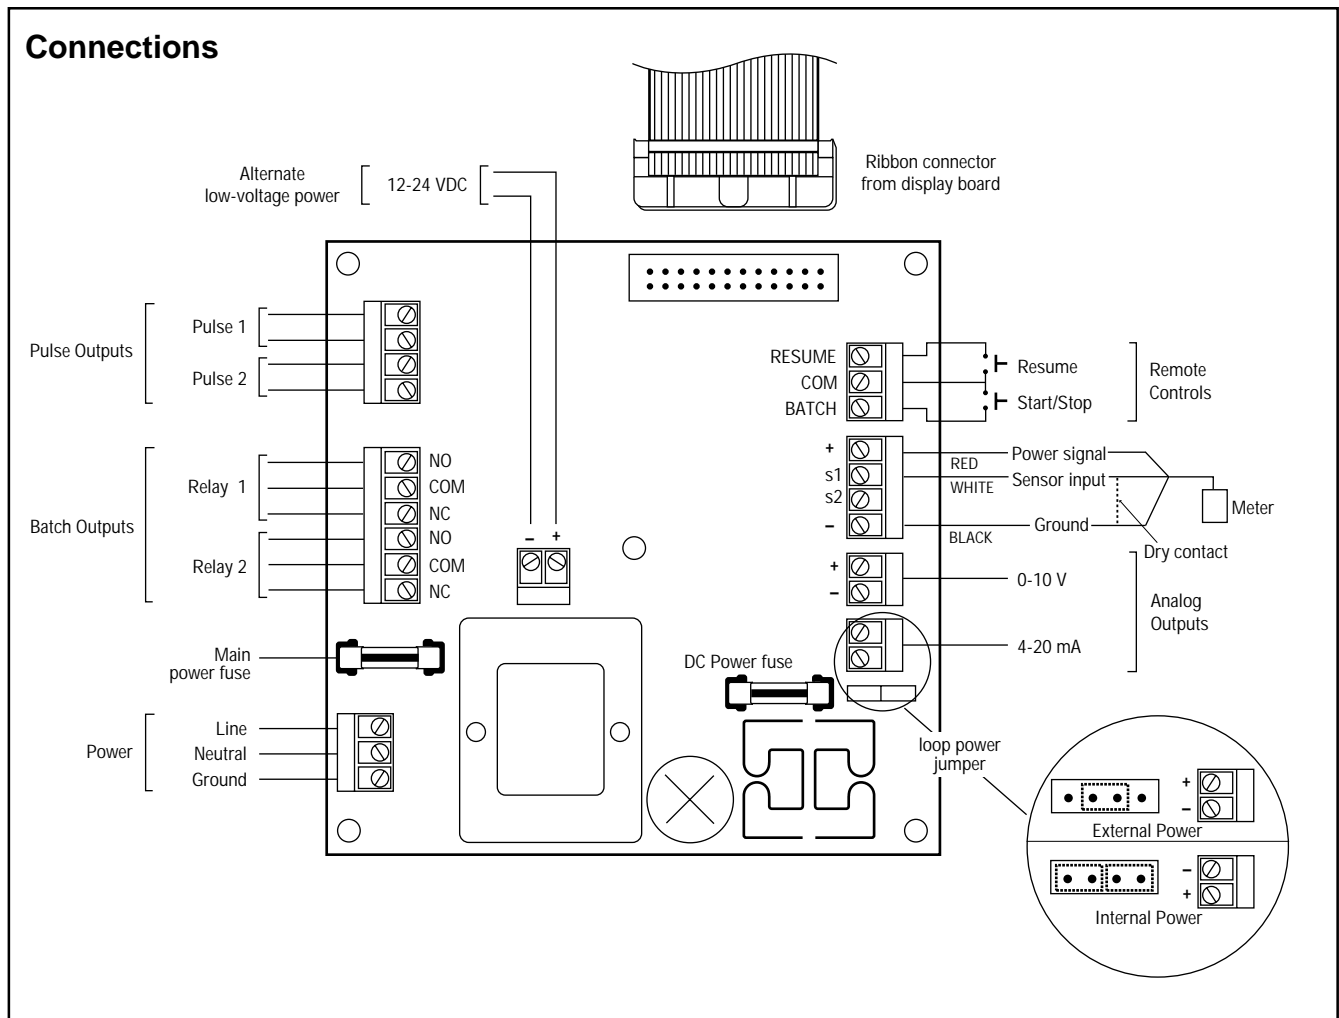 Connections
Ribbon connector
from display board
Alternate
low-voltage power
12-24 VDC
Pulse Outputs
Pulse 1
Pulse 2
Batch Outputs
Relay 1
Relay 2
NO
COM
NC
NO
COM
NC
- +
Main
power fuse
Power
Line
Neutral
Ground
DC Power fuse
RESUME
COM
BATCH
Resume
Start/Stop
Remote
Controls
+
s1
s2
-
RED
WHITE
BLACK
Power signal
Sensor input
Ground
Meter
Dry contact
+
-
0-10 V
4-20 mA
Analog
Outputs
loop power
jumper
+
-
External Power
-
+
Internal Power